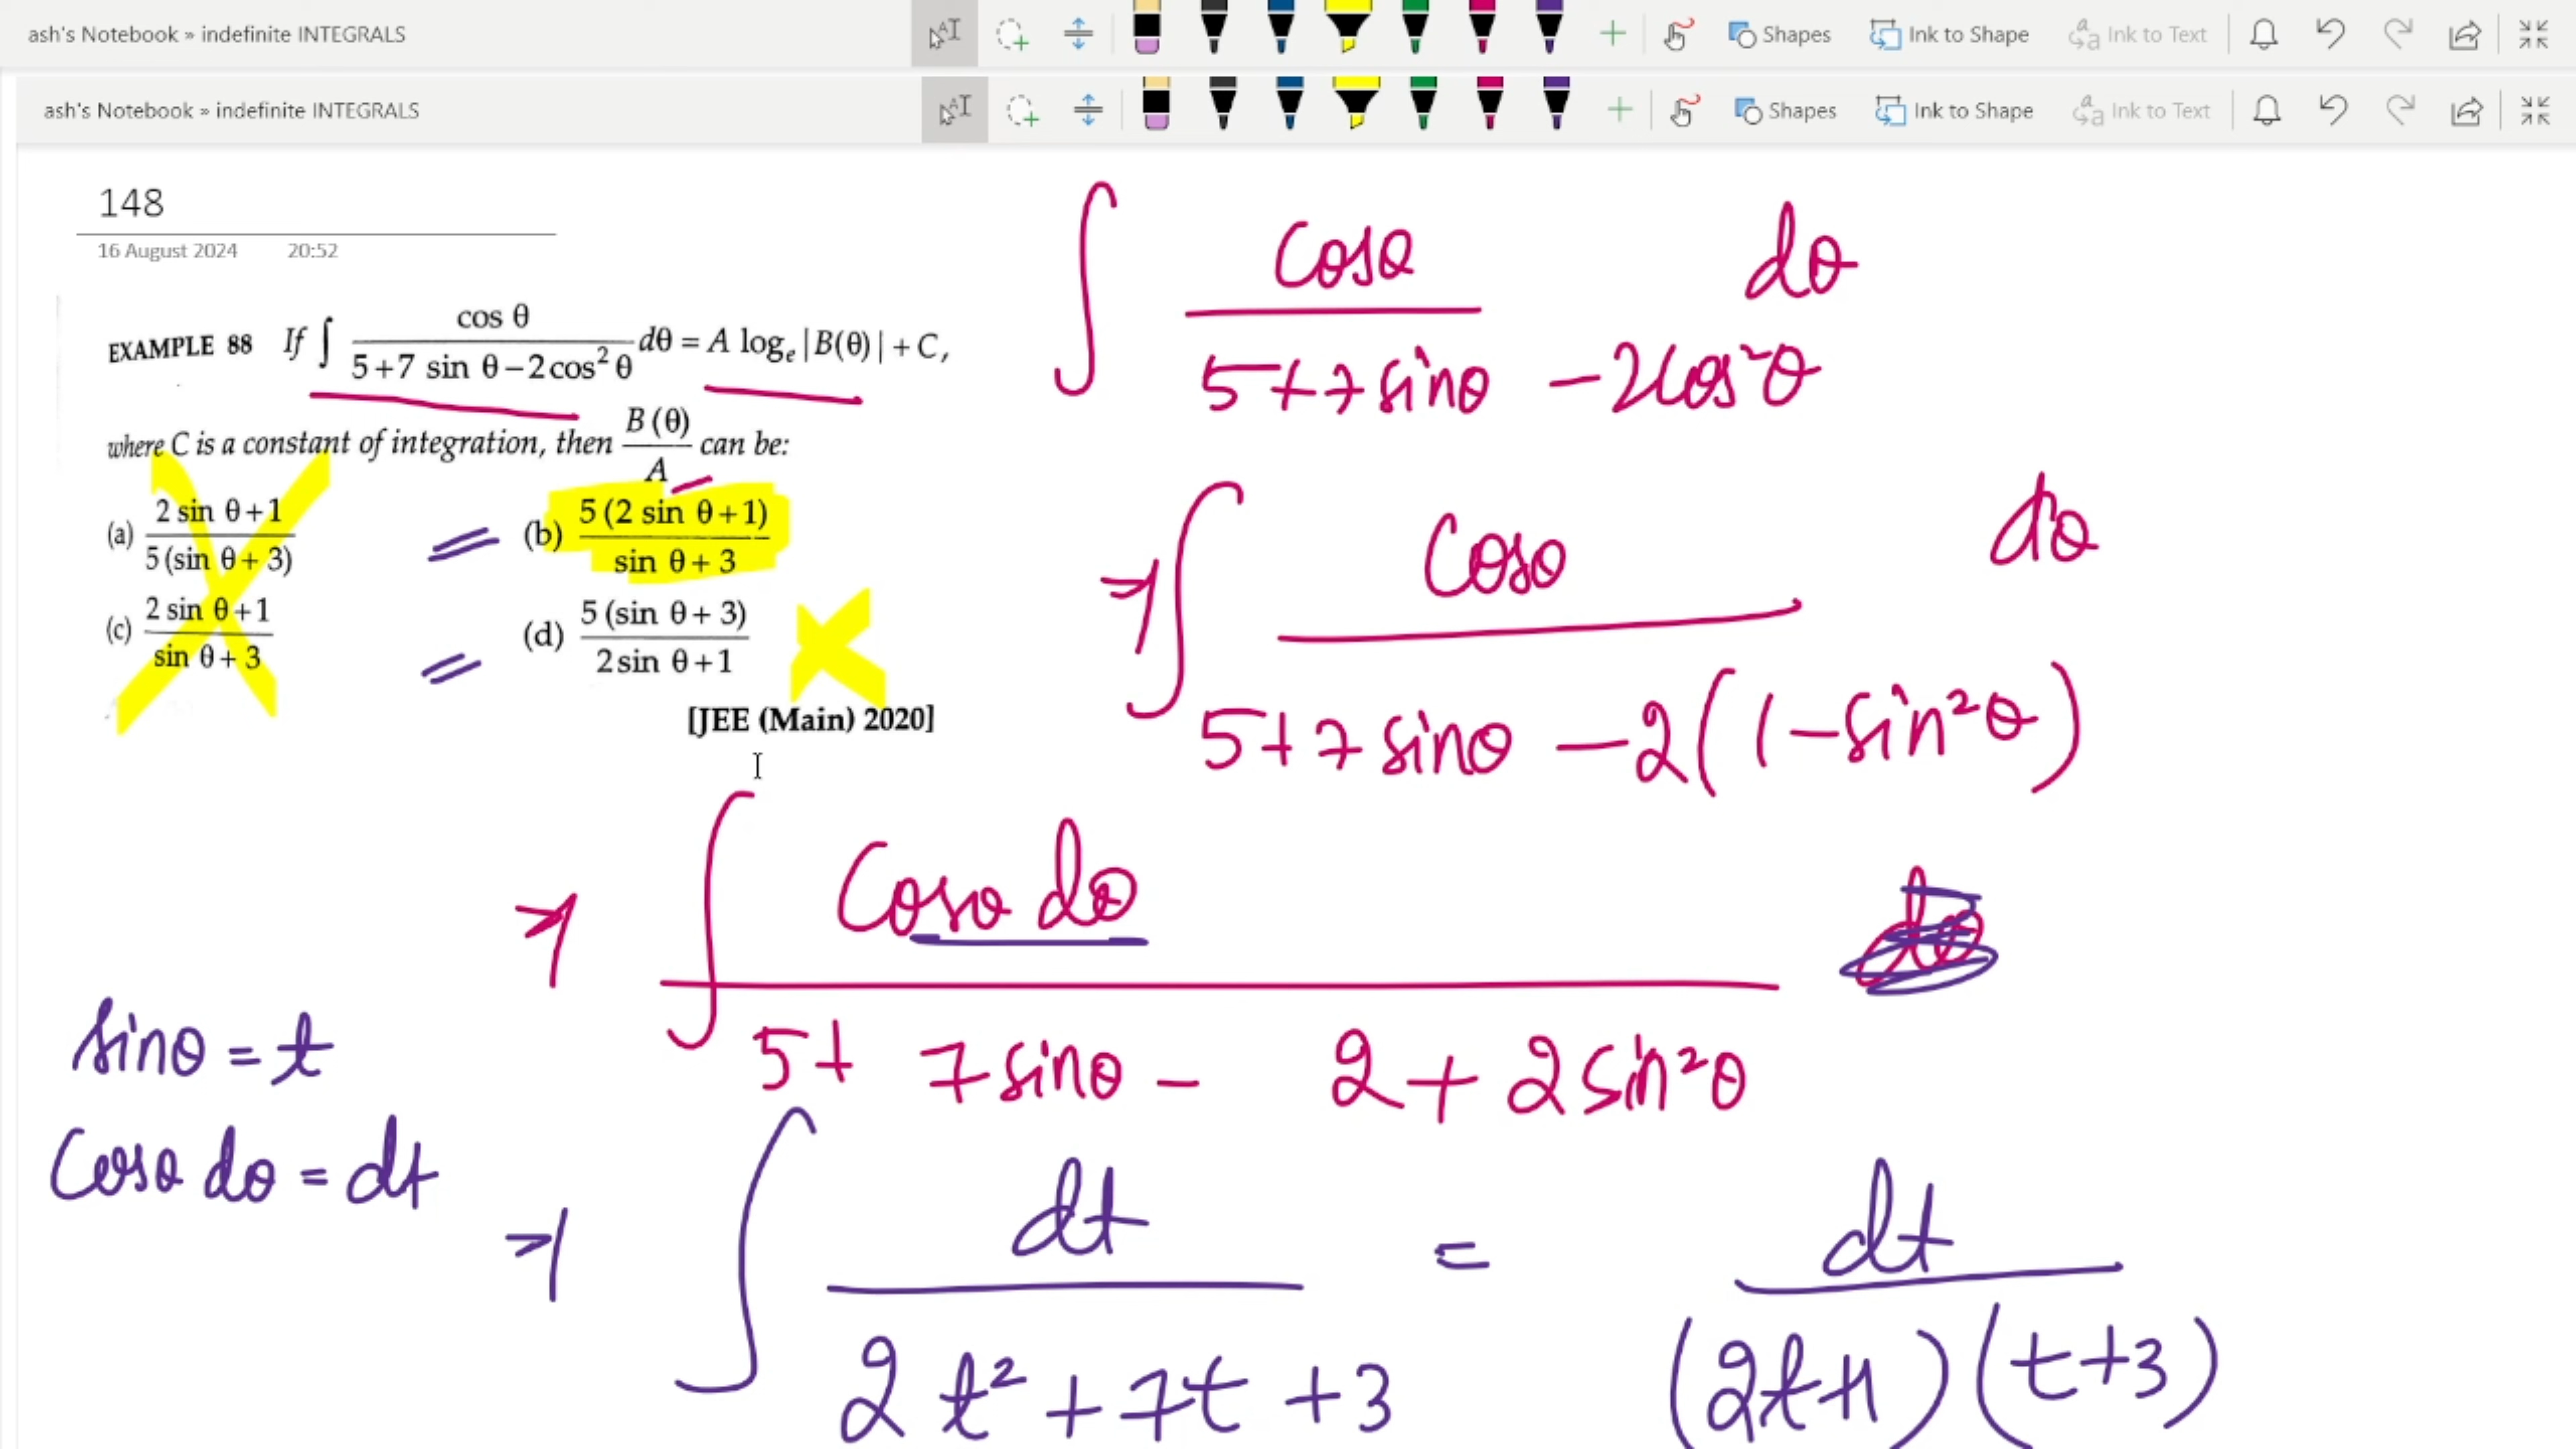 ash's Notebook » indefinite INTEGRALS
Shapes Ink to Shape Ink to Text
ash's Notebook » indefinite INTEGRALS
Shapes Ink to Shape Ink to Text
148
16 August 2024 20:52
EXAMPLE 88 If ∫ cos θ / (5+7 sin θ−2cos² θ) dθ = A logₑ |B(θ)| + C,
where C is a constant of integration, then B(θ)/A can be:
(a) (2 sin θ+1) / (5(sin θ+3)) = (b) (5(2 sin θ+1)) / (sin θ+3)
(c) (2 sin θ+1) / (sin θ+3) = (d) (5(sin θ+3)) / (2 sin θ+1)
[JEE (Main) 2020]
∫ cosθ / (5+7sinθ −2cos²θ) dθ
⇒ ∫ cosθ / (5+7sinθ −2(1−sin²θ)) dθ
⇒ ∫ cosθ dθ / (5+ 7sinθ − 2+2sin²θ)
sinθ = t
cosθ dθ = dt
⇒ ∫ dt / (2t²+7t+3) = dt / ((2t+1)(t+3))